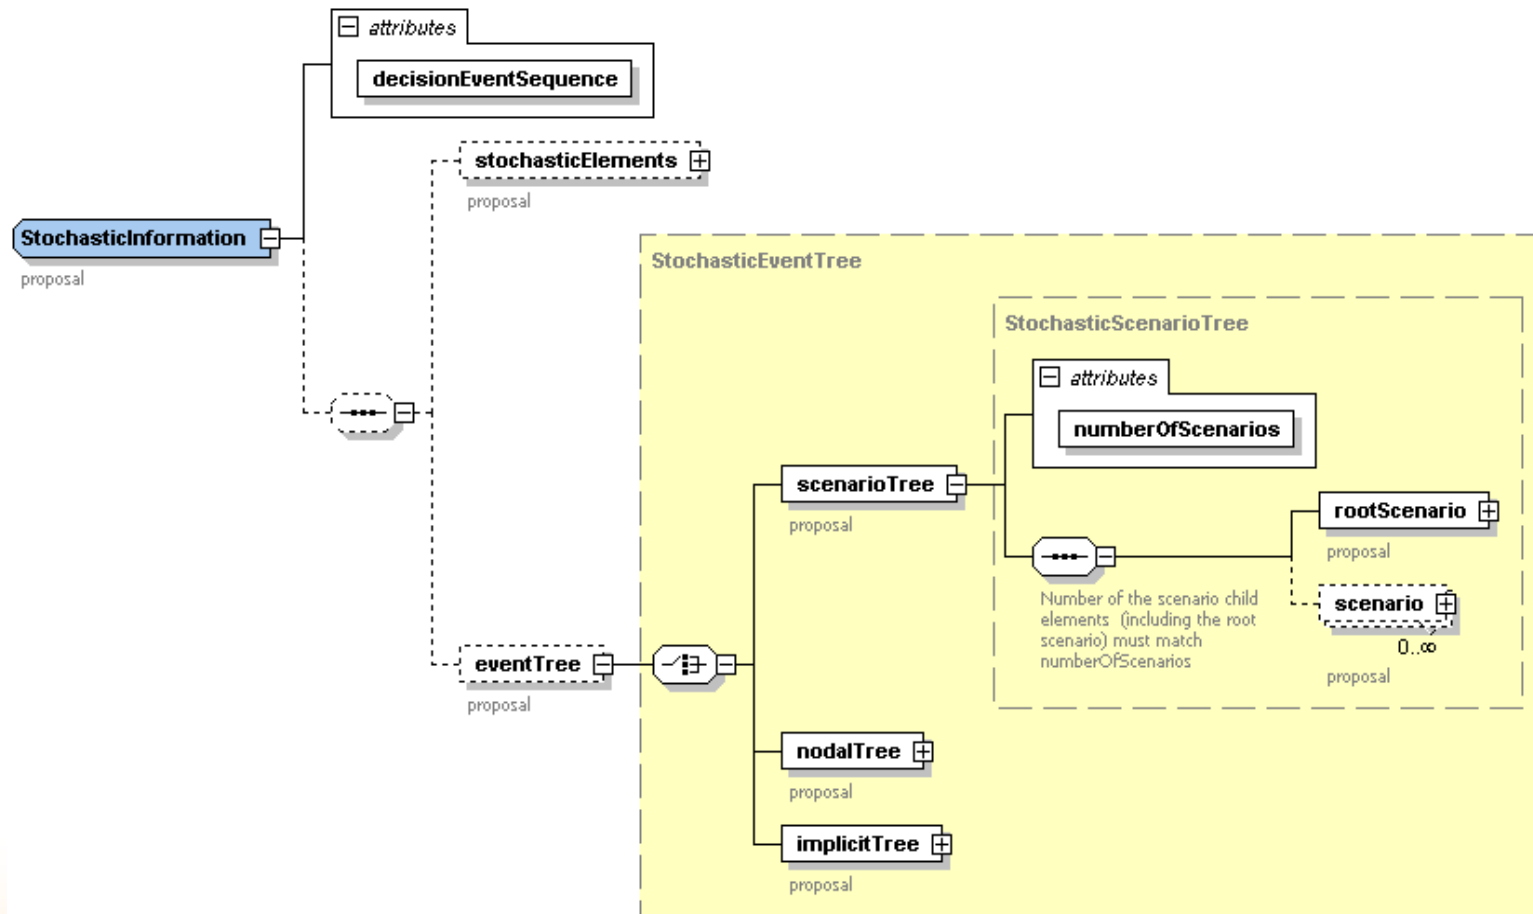 attributes
decisionEventSequence
stochasticElements
proposal
StochasticInformation
proposal
StochasticEventTree
StochasticScenarioTree
attributes
numberOfScenarios
scenarioTree
proposal
rootScenario
proposal
Number of the scenario child
elements (including the root
scenario) must match
numberOfScenarios
scenario
0..∞
proposal
eventTree
proposal
nodalTree
proposal
implicitTree
proposal